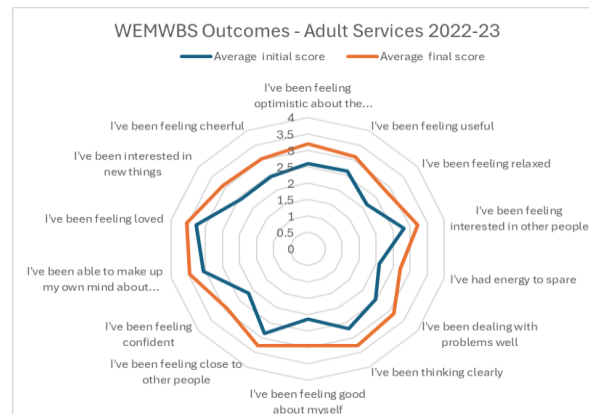 WEMWBS Outcomes - Adult Services 2022-23
Average initial score
Average final score
I've been feeling
optimistic about the...
I've been feeling cheerful
I've been feeling useful
I've been interested in
new things
I've been feeling relaxed
I've been feeling loved
I've been feeling
interested in other people
I've been able to make up
my own mind about...
I've had energy to spare
I've been feeling
confident
I've been dealing with
problems well
I've been feeling close to
other people
I've been thinking clearly
I've been feeling good
about myself
4
3.5
3
2.5
2
1.5
1
0.5
0